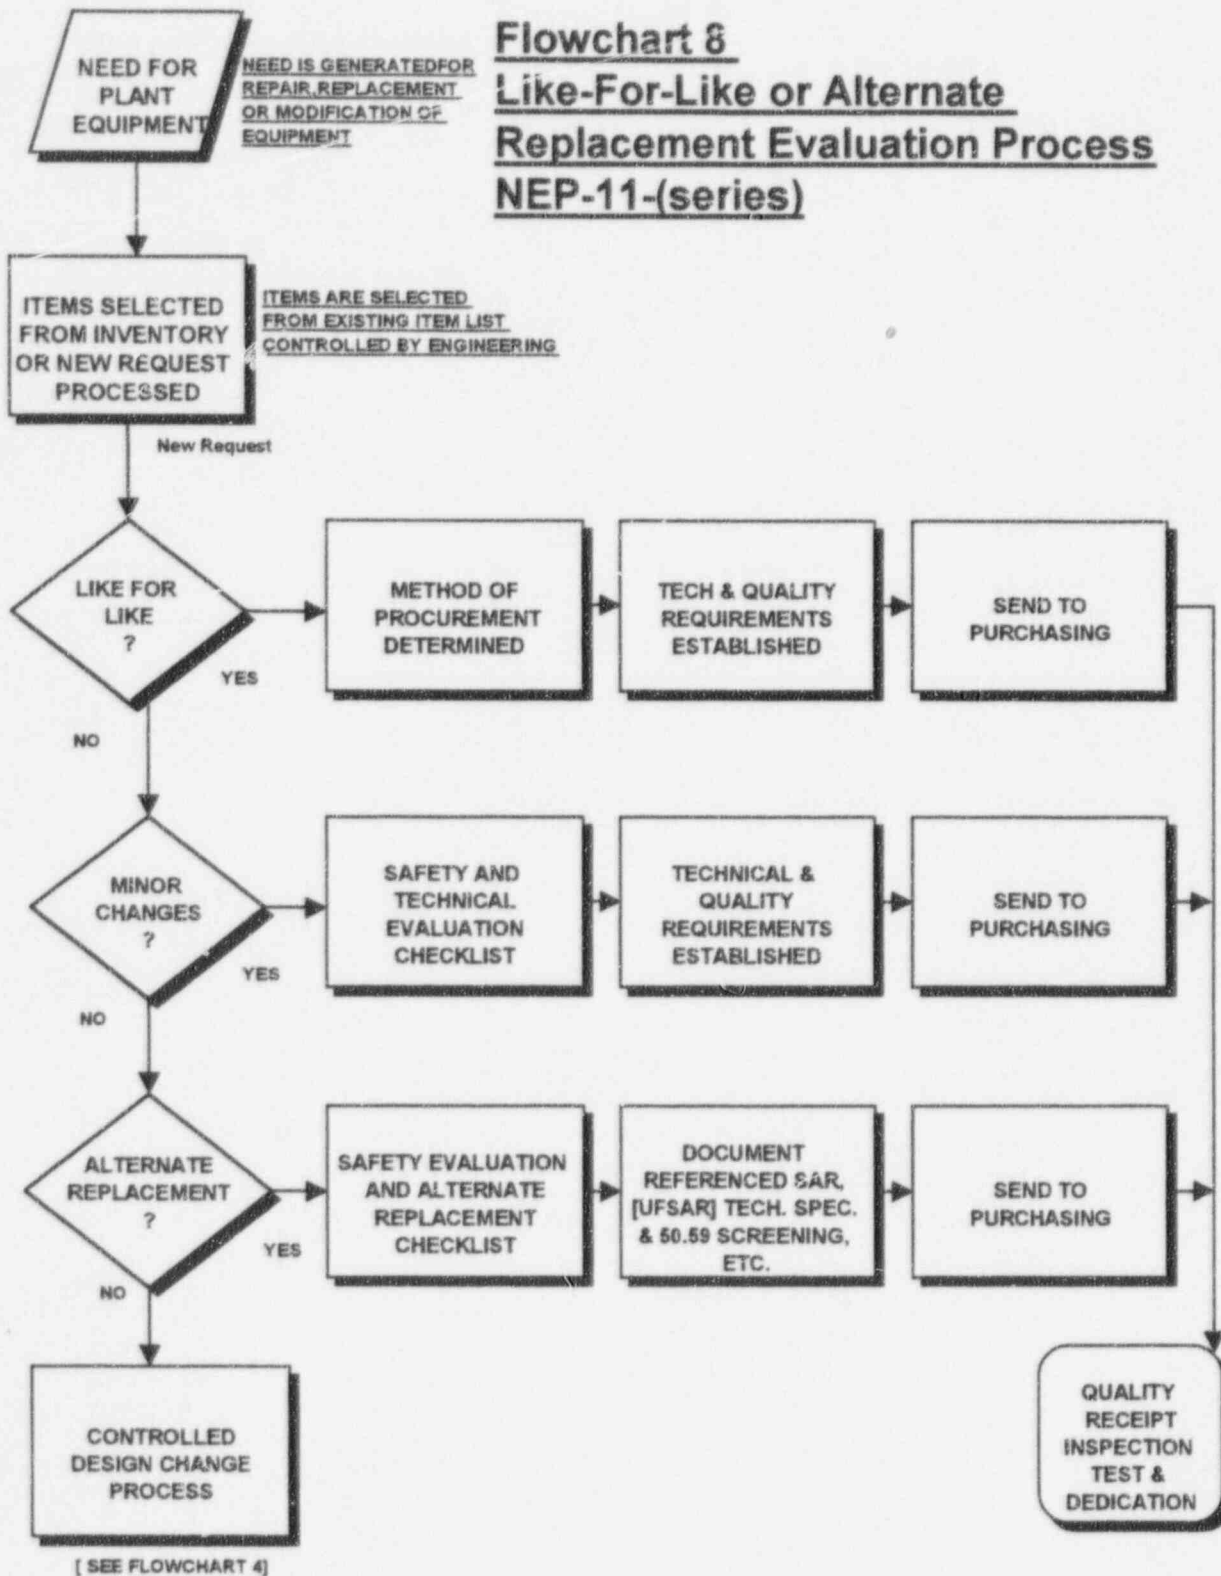 Flowchart 8
Like-For-Like or Alternate
Replacement Evaluation Process
NEP-11-(series)
NEED FOR
PLANT
EQUIPMENT
NEED IS GENERATEDFOR
REPAIR,REPLACEMENT
OR MODIFICATION OF
EQUIPMENT
ITEMS SELECTED
FROM INVENTORY
OR NEW REQUEST
PROCESSED
ITEMS ARE SELECTED
FROM EXISTING ITEM LIST
CONTROLLED BY ENGINEERING
New Request
LIKE FOR
LIKE
?
YES
NO
METHOD OF
PROCUREMENT
DETERMINED
TECH & QUALITY
REQUIREMENTS
ESTABLISHED
SEND TO
PURCHASING
MINOR
CHANGES
?
YES
NO
SAFETY AND
TECHNICAL
EVALUATION
CHECKLIST
TECHNICAL &
QUALITY
REQUIREMENTS
ESTABLISHED
SEND TO
PURCHASING
ALTERNATE
REPLACEMENT
?
YES
NO
SAFETY EVALUATION
AND ALTERNATE
REPLACEMENT
CHECKLIST
DOCUMENT
REFERENCED SAR,
[UFSAR] TECH. SPEC.
& 50.59 SCREENING,
ETC.
SEND TO
PURCHASING
CONTROLLED
DESIGN CHANGE
PROCESS
[ SEE FLOWCHART 4]
QUALITY
RECEIPT
INSPECTION
TEST &
DEDICATION